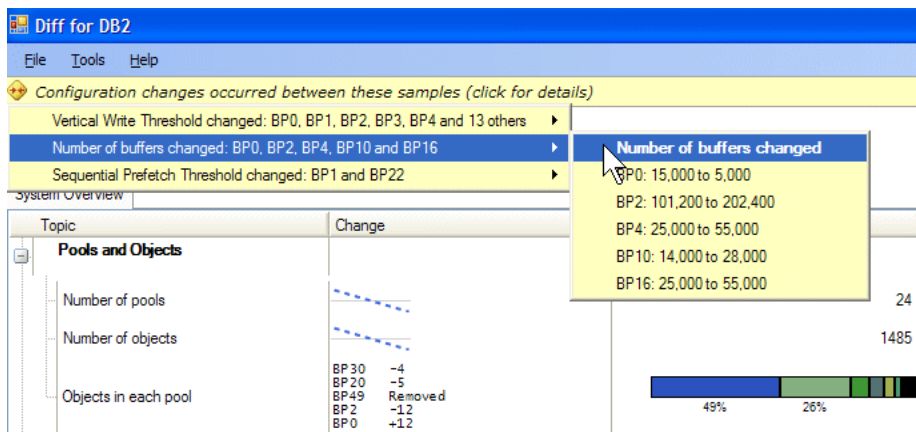 Diff for DB2
File Tools Help
Configuration changes occurred between these samples (click for details)
Vertical Write Threshold changed: BP0, BP1, BP2, BP3, BP4 and 13 others
Number of buffers changed: BP0, BP2, BP4, BP10 and BP16
Sequential Prefetch Threshold changed: BP1 and BP22
Number of buffers changed
BP0: 15,000 to 5,000
BP2: 101,200 to 202,400
BP4: 25,000 to 55,000
BP10: 14,000 to 28,000
BP16: 25,000 to 55,000
System Overview
Topic Change
Pools and Objects
Number of pools 24
Number of objects 1485
Objects in each pool
BP30 -4
BP20 -5
BP49 Removed
BP2 -12
BP0 +12
49% 26%